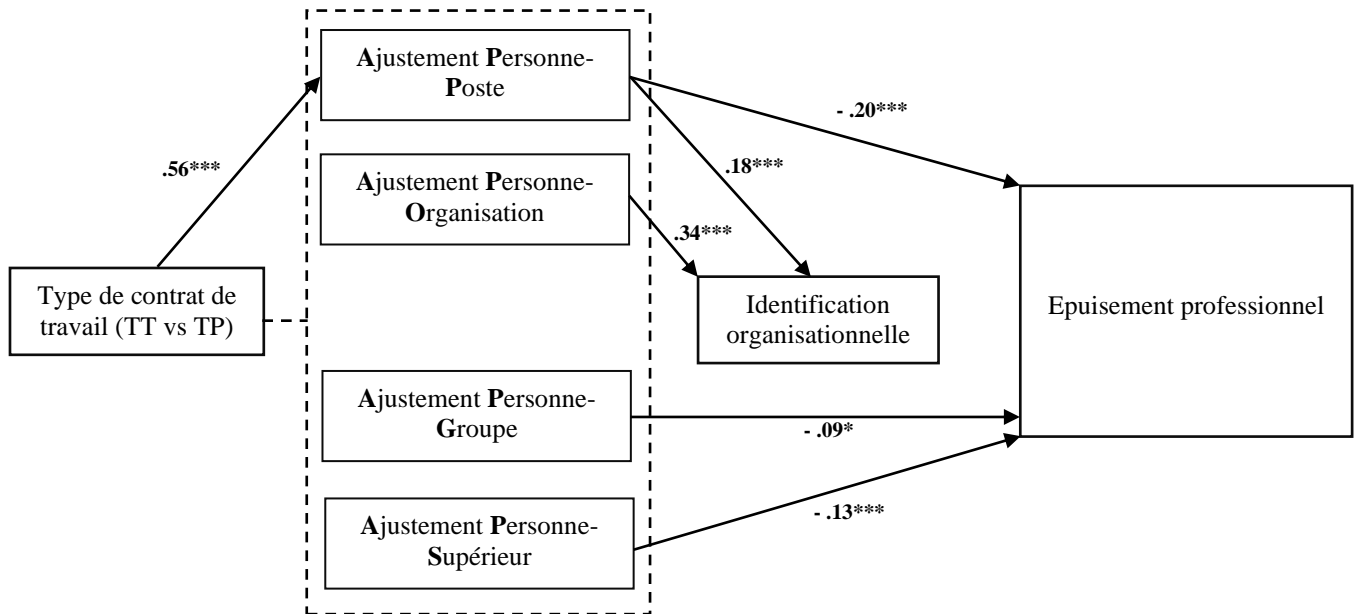 Ajustement Personne-
Poste
- .20***
.56***
.18***
Ajustement Personne-
Organisation
.34***
Type de contrat de
travail (TT vs TP)
Identification
organisationnelle
Epuisement professionnel
Ajustement Personne-
Groupe
- .09*
- .13***
Ajustement Personne-
Supérieur